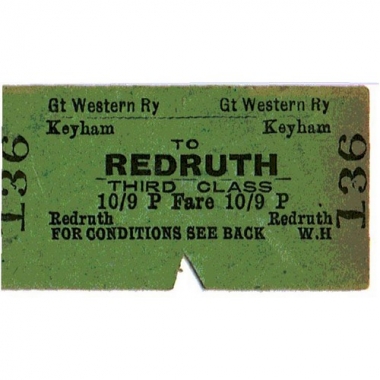 Gt Western Ry Gt Western Ry
Keyham Keyham
TO
REDRUTH
THIRD CLASS
10/9 P Fare 10/9 P
Redruth Redruth
FOR CONDITIONS SEE BACK W.H
136
136